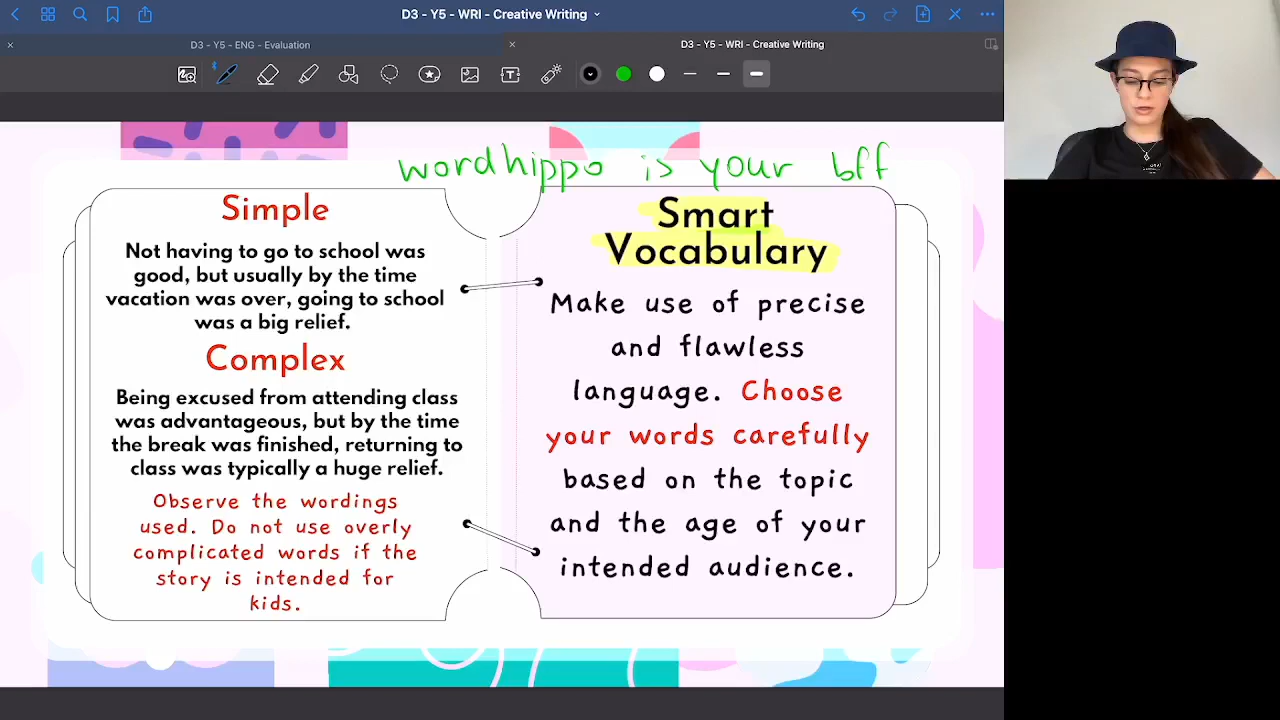 D3 - Y5 - WRI - Creative Writing
D3 - Y5 - ENG - Evaluation
D3 - Y5 - WRI - Creative Writing
wordhippo is your bff
Simple
Not having to go to school was
good, but usually by the time
vacation was over, going to school
was a big relief.
Complex
Being excused from attending class
was advantageous, but by the time
the break was finished, returning to
class was typically a huge relief.
Observe the wordings
used. Do not use overly
complicated words if the
story is intended for
kids.
Smart
Vocabulary
Make use of precise
and flawless
language. Choose
your words carefully
based on the topic
and the age of your
intended audience.